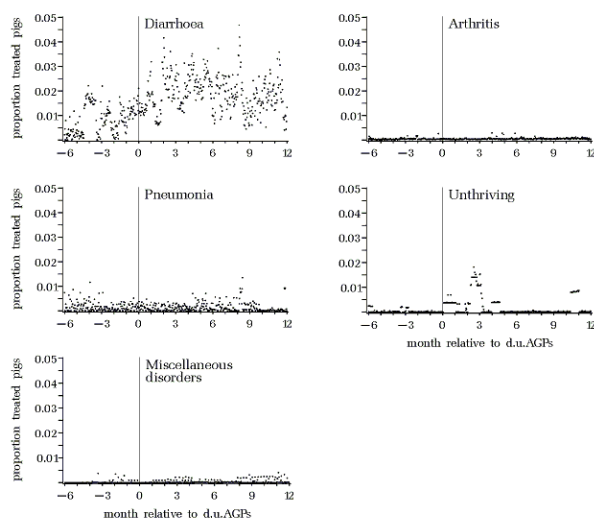 proportion treated pigs
Diarrhoea
0.05
0.04
0.03
0.02
0.01
−6 −3 0 3 6 9 12
Arthritis
0.05
0.04
0.03
0.02
0.01
−6 −3 0 3 6 9 12
proportion treated pigs
Pneumonia
0.05
0.04
0.03
0.02
0.01
−6 −3 0 3 6 9 12
Unthriving
0.05
0.04
0.03
0.02
0.01
−6 −3 0 3 6 9 12
month relative to d.u.AGPs
proportion treated pigs
Miscellaneous
disorders
0.05
0.04
0.03
0.02
0.01
−6 −3 0 3 6 9 12
month relative to d.u.AGPs